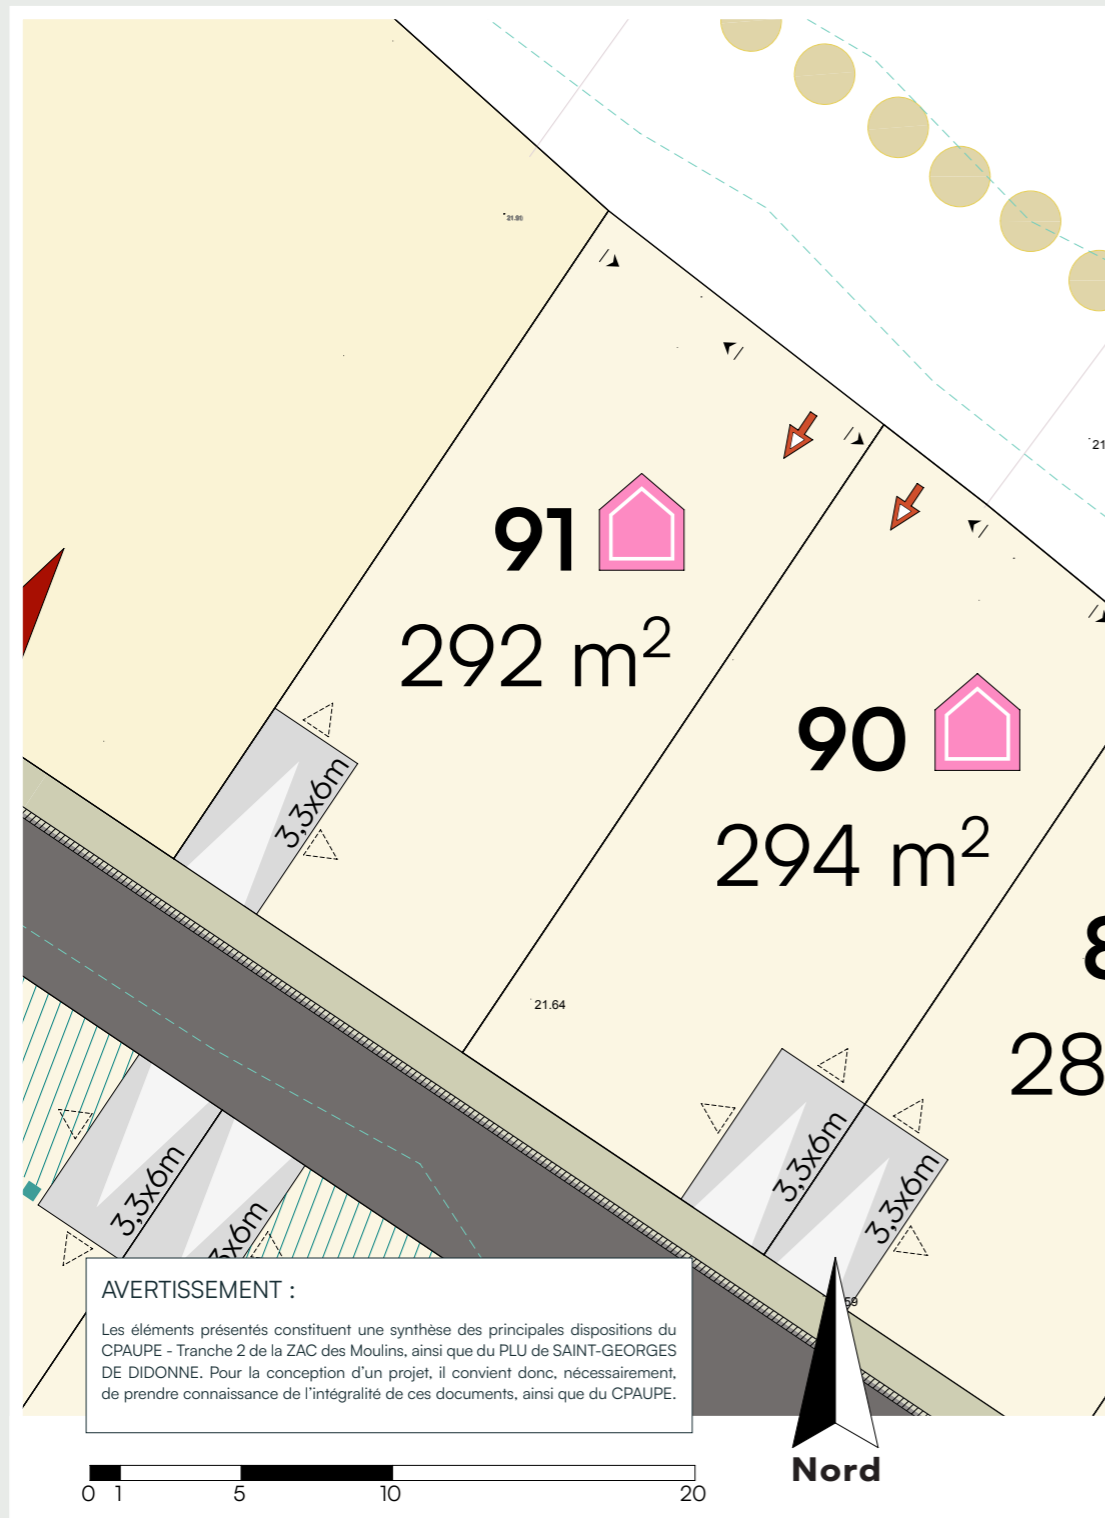 21.95
91
292 m²
90
294 m²
3,3x6m
21.64
3,3x6m
3,3x6m
3,3x6m
AVERTISSEMENT :
Les éléments présentés constituent une synthèse des principales dispositions du
CPAUPE - Tranche 2 de la ZAC des Moulins, ainsi que du PLU de SAINT-GEORGES
DE DIDONNE. Pour la conception d'un projet, il convient donc, nécessairement,
de prendre connaissance de l'intégralité de ces documents, ainsi que du CPAUPE.
Nord
0 1 5 10 20